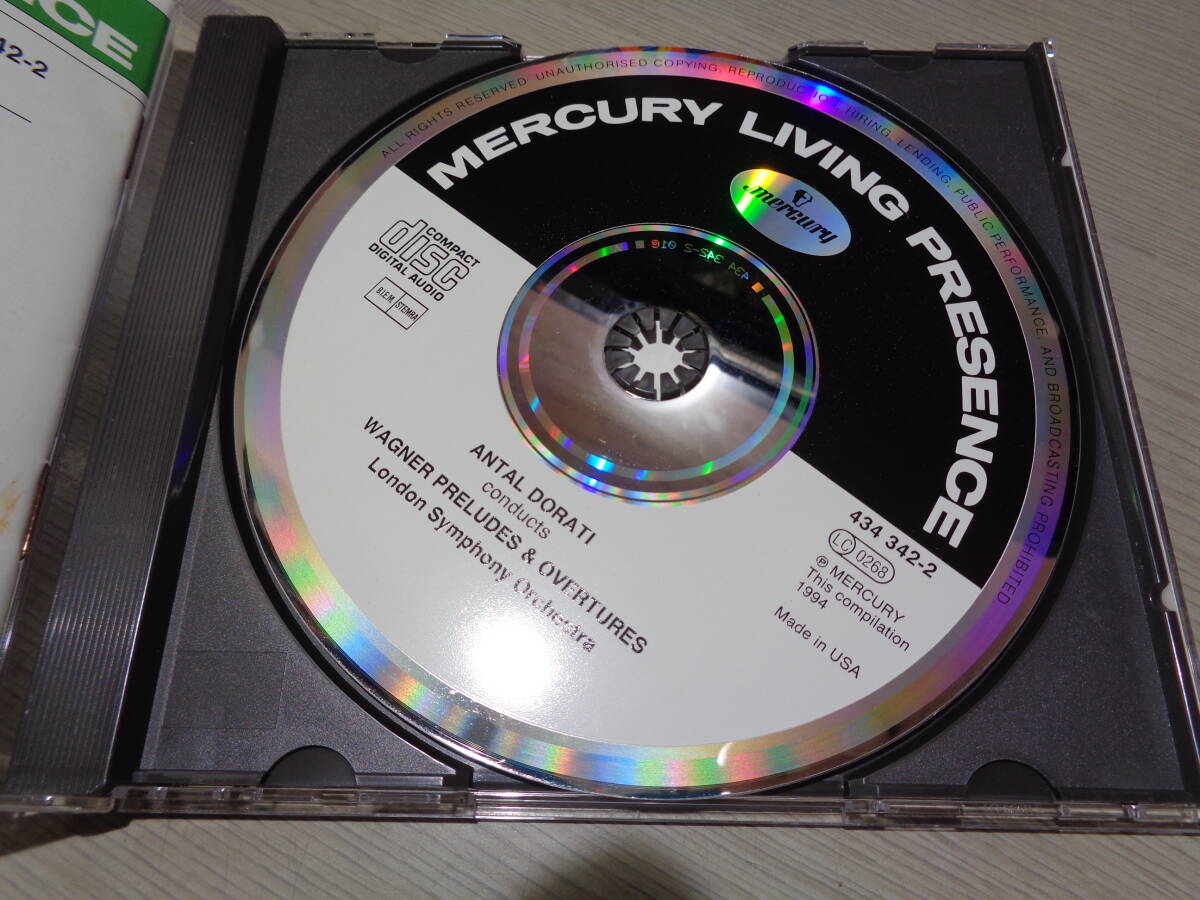 42-2
ALL RIGHTS RESERVED. UNAUTHORISED COPYING, REPRODUCTION, HIRING, LENDING, PUBLIC PERFORMANCE, AND BROADCASTING PROHIBITED
MERCURY LIVING PRESENCE
mercury
COMPACT
disc
DIGITAL AUDIO
B.I.E.M.
STEMRA
434 342-2 01
ANTAL DORATI
conducts
WAGNER PRELUDES & OVERTURES
London Symphony Orchestra
434 342-2
LC 0268
℗ MERCURY
This compilation
1994
Made in USA